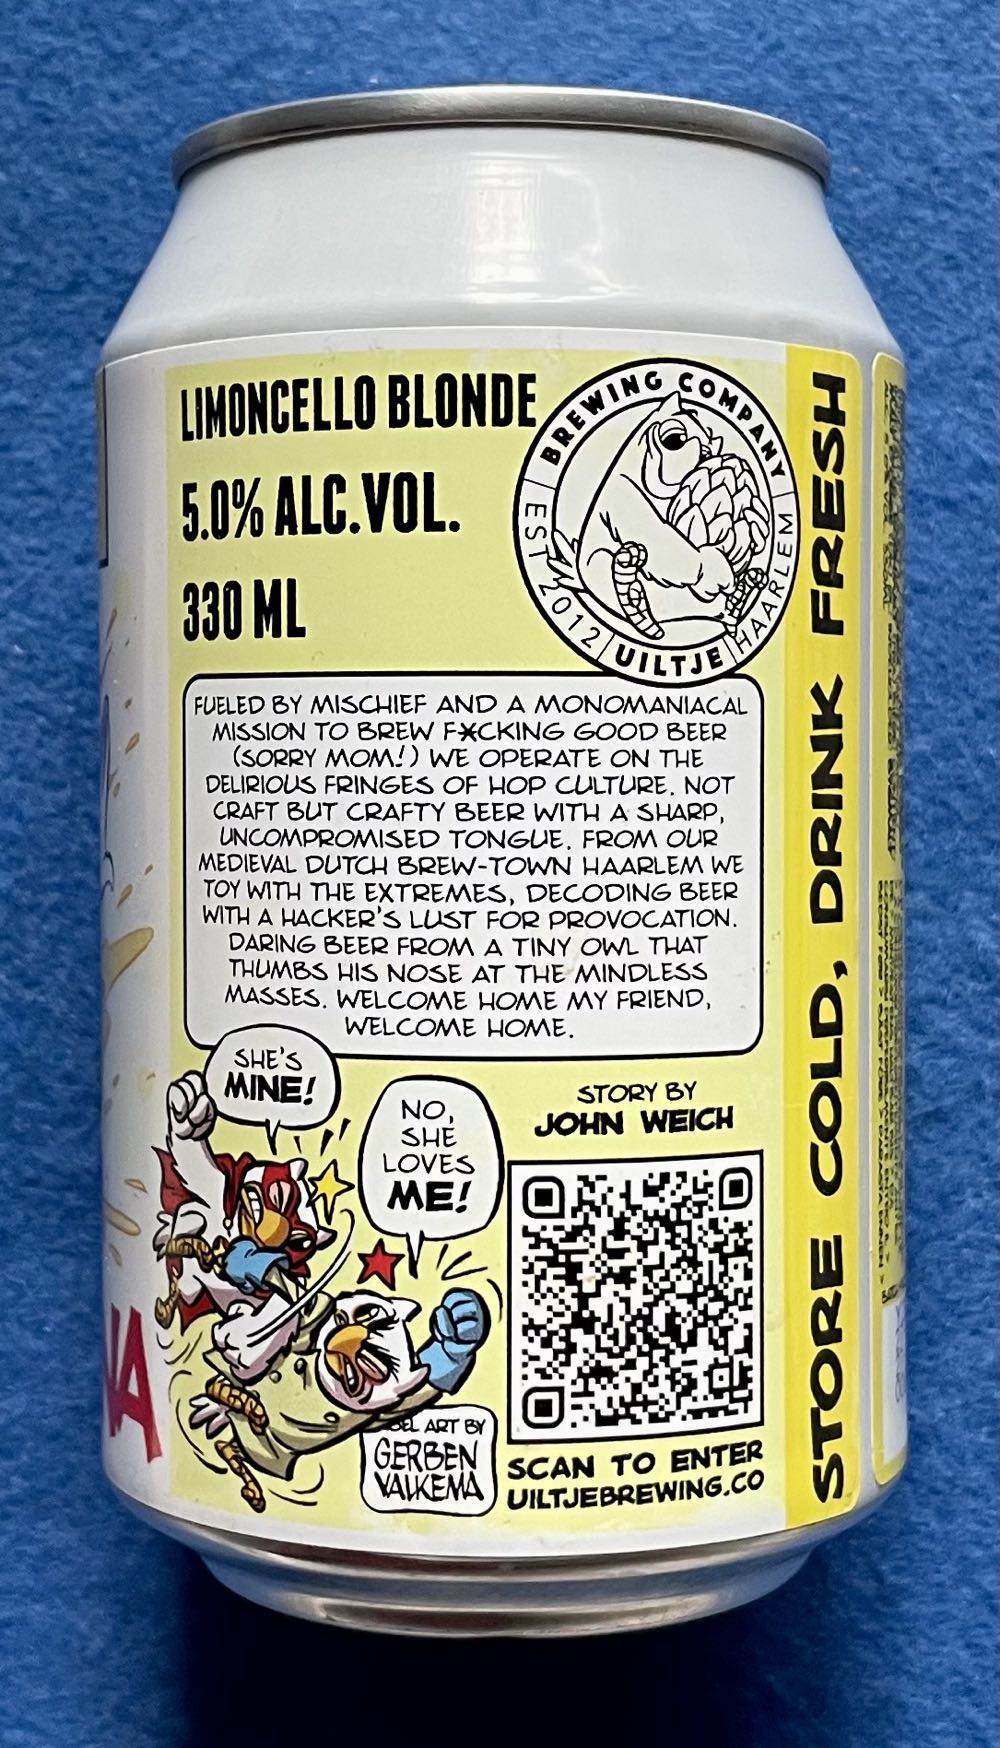 LIMONCELLO BLONDE
5.0% ALC.VOL.
330 ML
BREWING COMPANY
EST 2012
UILTJE
HAARLEM
FUELED BY MISCHIEF AND A MONOMANIACAL
MISSION TO BREW F*CKING GOOD BEER
(SORRY MOM!) WE OPERATE ON THE
DELIRIOUS FRINGES OF HOP CULTURE. NOT
CRAFT BUT CRAFTY BEER WITH A SHARP,
UNCOMPROMISED TONGUE. FROM OUR
MEDIEVAL DUTCH BREW-TOWN HAARLEM WE
TOY WITH THE EXTREMES, DECODING BEER
WITH A HACKER'S LUST FOR PROVOCATION.
DARING BEER FROM A TINY OWL THAT
THUMBS HIS NOSE AT THE MINDLESS
MASSES. WELCOME HOME MY FRIEND,
WELCOME HOME.
SHE'S
MINE!
NO,
SHE
LOVES
ME!
STORY BY
JOHN WEICH
ART BY
GERBEN
VALKEMA
SCAN TO ENTER
UILTJEBREWING.CO
STORE COLD, DRINK FRESH
NA